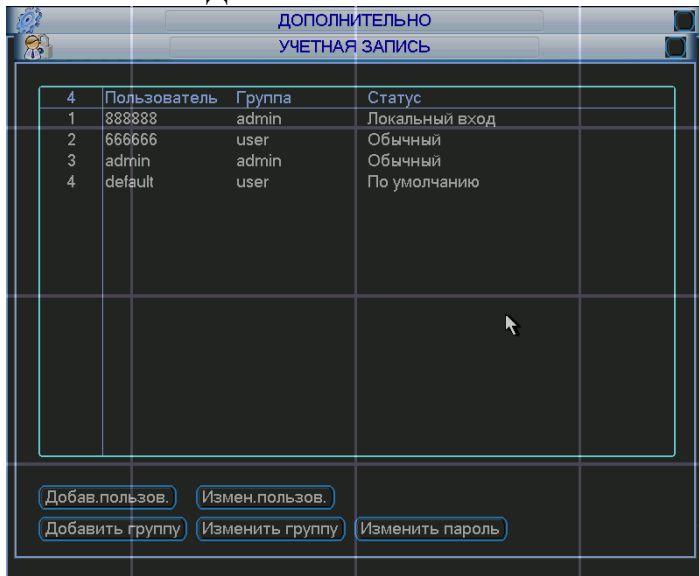 ДОПОЛНИТЕЛЬНО
УЧЕТНАЯ ЗАПИСЬ
4 Пользователь Группа Статус
1 888888 admin Локальный вход
2 666666 user Обычный
3 admin admin Обычный
4 default user По умолчанию
Добав.пользов. Измен.пользов.
Добавить группу Изменить группу Изменить пароль